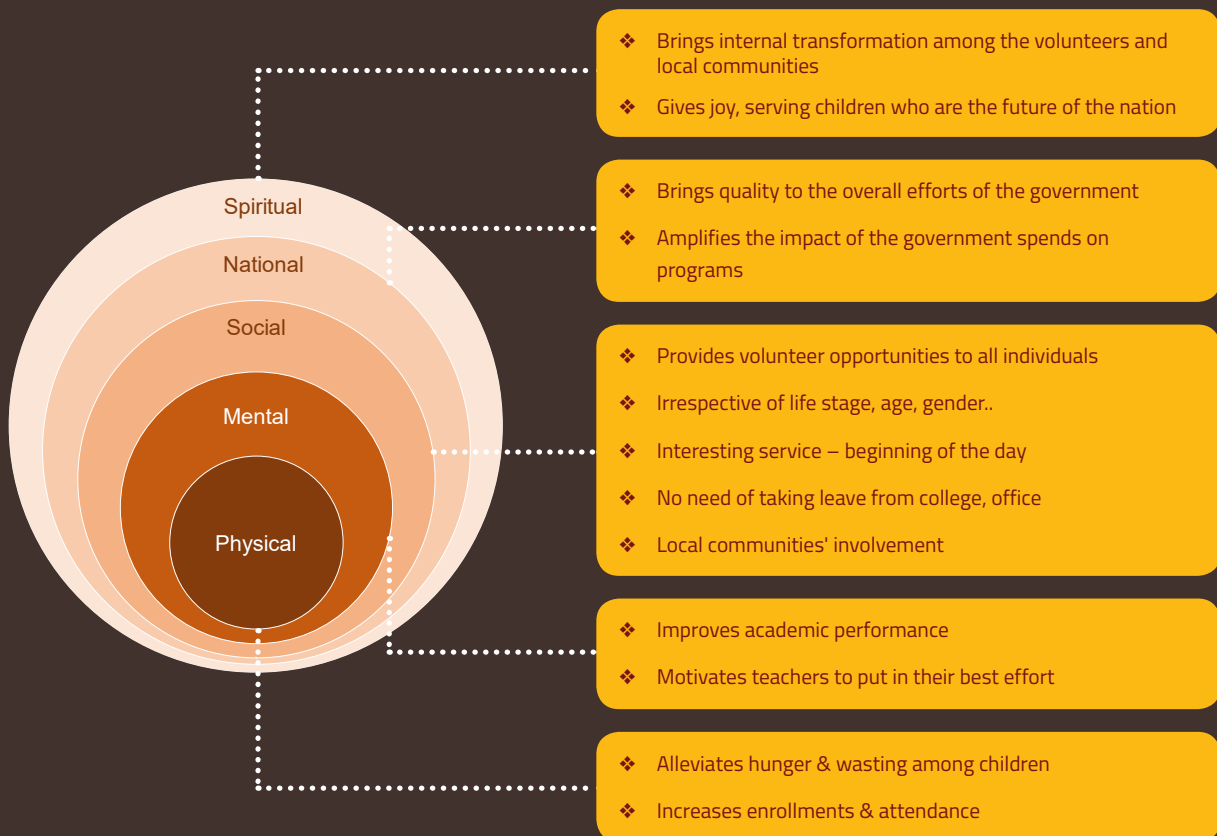 ❖ Brings internal transformation among the volunteers and
local communities
❖ Gives joy, serving children who are the future of the nation
Spiritual
❖ Brings quality to the overall efforts of the government
❖ Amplifies the impact of the government spends on
programs
National
Social
❖ Provides volunteer opportunities to all individuals
❖ Irrespective of life stage, age, gender..
❖ Interesting service – beginning of the day
❖ No need of taking leave from college, office
❖ Local communities' involvement
Mental
❖ Improves academic performance
❖ Motivates teachers to put in their best effort
Physical
❖ Alleviates hunger & wasting among children
❖ Increases enrollments & attendance